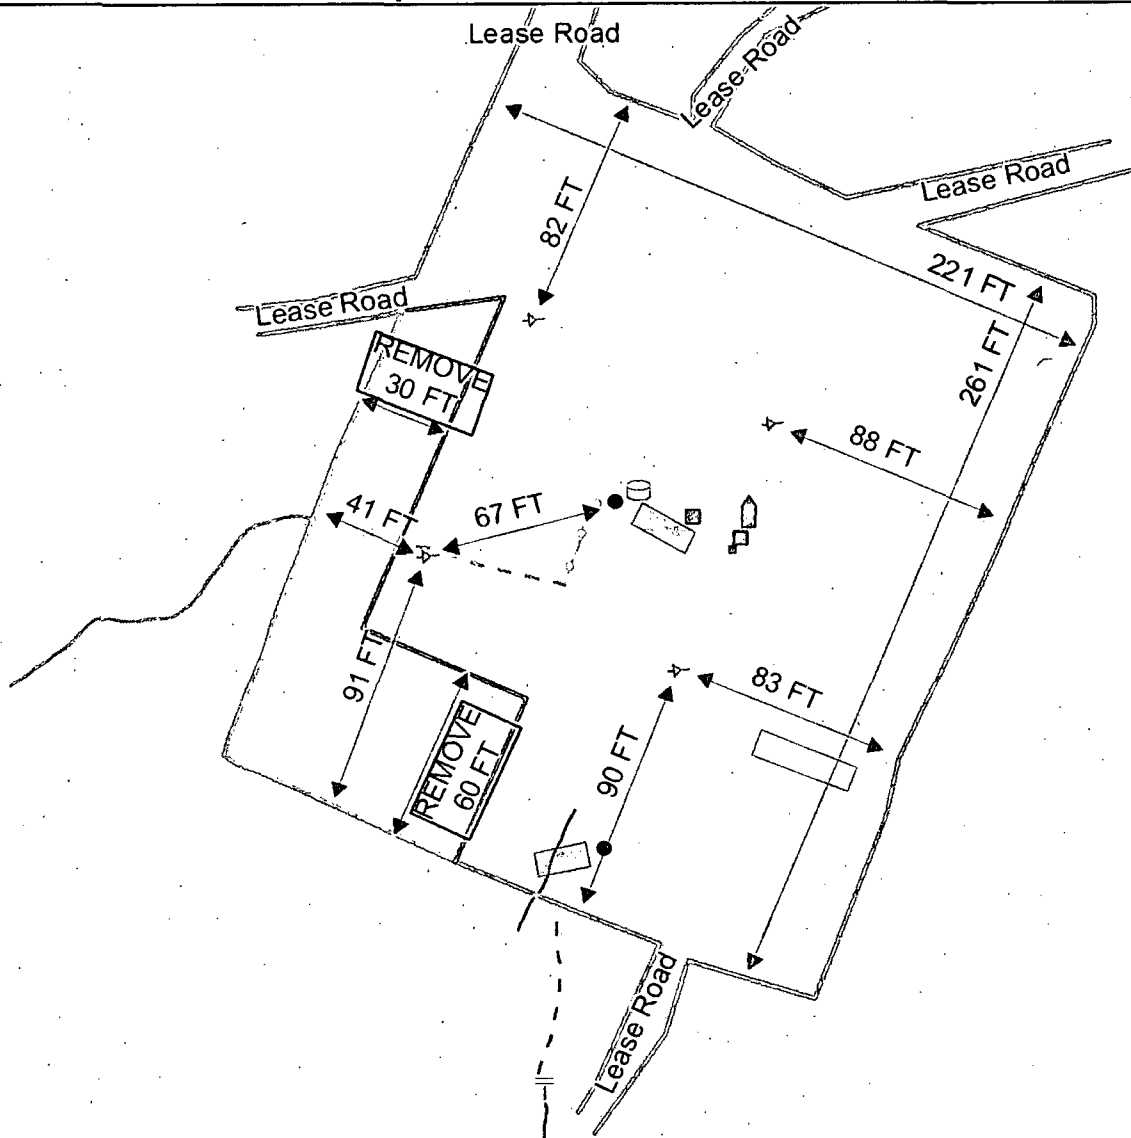 Lease Road
Lease Road
Lease Road
82 FT
221 FT
Lease Road
261 FT
REMOVE
30 FT
88 FT
41 FT
67 FT
91 FT
83 FT
REMOVE
60 FT
90 FT
Lease Road